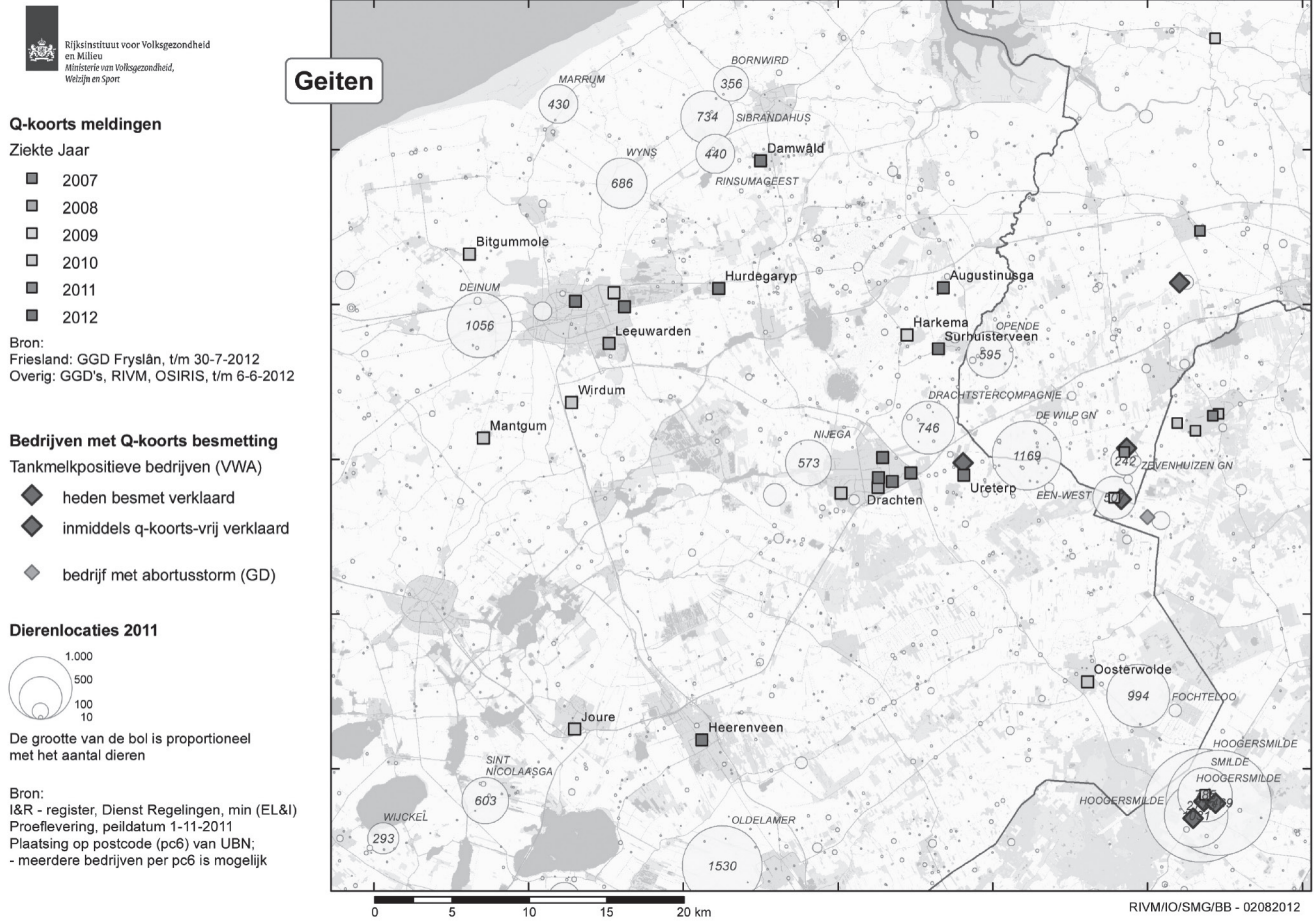 Rijksinstituut voor Volksgezondheid
en Milieu
Ministerie van Volksgezondheid,
Welzijn en Sport
Geiten
Q-koorts meldingen
Ziekte Jaar
2007
2008
2009
2010
2011
2012
Bron:
Friesland: GGD Fryslân, t/m 30-7-2012
Overig: GGD's, RIVM, OSIRIS, t/m 6-6-2012
Bedrijven met Q-koorts besmetting
Tankmelkpositieve bedrijven (VWA)
heden besmet verklaard
inmiddels q-koorts-vrij verklaard
bedrijf met abortusstorm (GD)
Dierenlocaties 2011
1.000
500
100
10
De grootte van de bol is proportioneel
met het aantal dieren
Bron:
I&R - register, Dienst Regelingen, min (EL&I)
Proeflevering, peildatum 1-11-2011
Plaatsing op postcode (pc6) van UBN;
- meerdere bedrijven per pc6 is mogelijk
BORNWIRD
356
MARRUM
430
734
SIBRANDAHUS
Damwâld
440
RINSUMAGEEST
WYNS
686
Bitgummole
DEINUM
1056
Hurdegaryp
Augustinusga
Leeuwarden
Harkema
OPENDE
Surhuisterveen
595
Wirdum
Mantgum
DRACHTSTERCOMPAGNIE
746
DE WILP GN
1169
NIJEGA
573
242
ZEVENHUIZEN GN
Drachten
Ureterp
EEN-WEST
Oosterwolde
994
FOCHTELOO
Joure
Heerenveen
HOOGERSMILDE
SMILDE
HOOGERSMILDE
HOOGERSMILDE
SINT
NICOLAASGA
603
WIJCKEL
293
OLDELAMER
1530
0
5
10
15
20 km
RIVM/IO/SMG/BB - 02082012